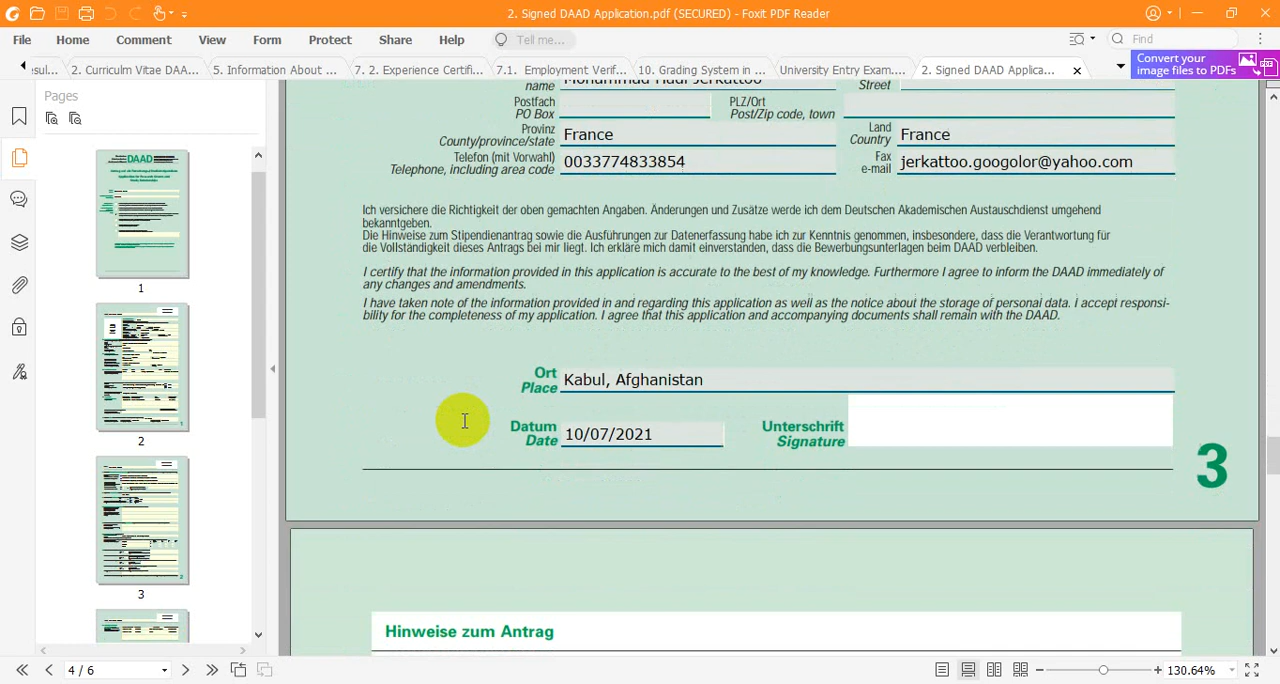 2. Signed DAAD Application.pdf (SECURED) - Foxit PDF Reader
File Home Comment View Form Protect Share Help Tell me... Find
...esul... 2. Curriculm Vitae DAA... 5. Information About ... 7. 2. Experience Certifi... 7.1. Employment Verif... 10. Grading System in ... University Entry Exam.... 2. Signed DAAD Applica... ×
Convert your
image files to PDFs
Pages
DAAD
1
2
3
name
Street
Postfach
PO Box
PLZ/Ort
Post/Zip code, town
Provinz
County/province/state
France
Land
Country
France
Telefon (mit Vorwahl)
Telephone, including area code
0033774833854
Fax
e-mail
jerkattoo.googolor@yahoo.com
Ich versichere die Richtigkeit der oben gemachten Angaben. Änderungen und Zusätze werde ich dem Deutschen Akademischen Austauschdienst umgehend
bekanntgeben.
Die Hinweise zum Stipendienantrag sowie die Ausführungen zur Datenerfassung habe ich zur Kenntnis genommen, insbesondere, dass die Verantwortung für
die Vollständigkeit dieses Antrags bei mir liegt. Ich erkläre mich damit einverstanden, dass die Bewerbungsunterlagen beim DAAD verbleiben.
I certify that the information provided in this application is accurate to the best of my knowledge. Furthermore I agree to inform the DAAD immediately of
any changes and amendments.
I have taken note of the information provided in and regarding this application as well as the notice about the storage of personal data. I accept responsi-
bility for the completeness of my application. I agree that this application and accompanying documents shall remain with the DAAD.
Ort
Place
Kabul, Afghanistan
Datum
Date
10/07/2021
Unterschrift
Signature
3
Hinweise zum Antrag
4 / 6
130.64%